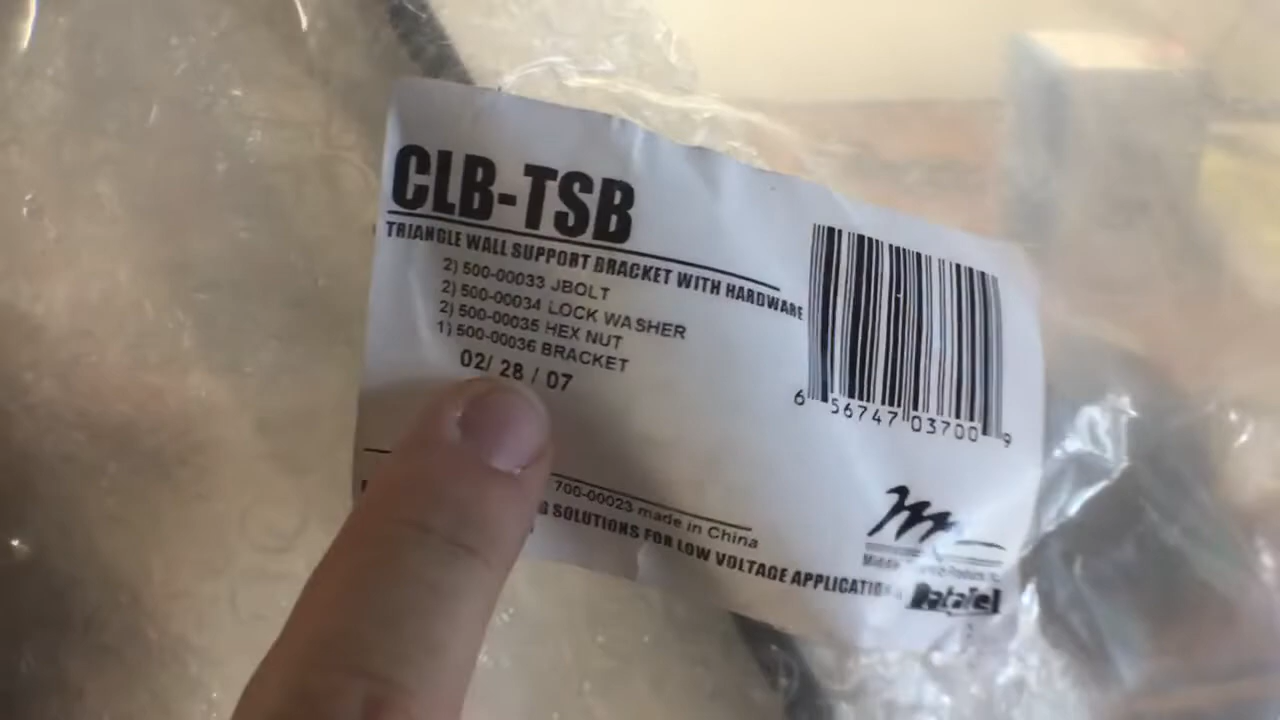 CLB-TSB
TRIANGLE WALL SUPPORT BRACKET WITH HARDWARE
2) 500-00033 JBOLT
2) 500-00034 LOCK WASHER
2) 500-00035 HEX NUT
1) 500-00036 BRACKET
02/ 28 / 07
6 56747 03700 9
700-00023 made in China
SOLUTIONS FOR LOW VOLTAGE
DataTel